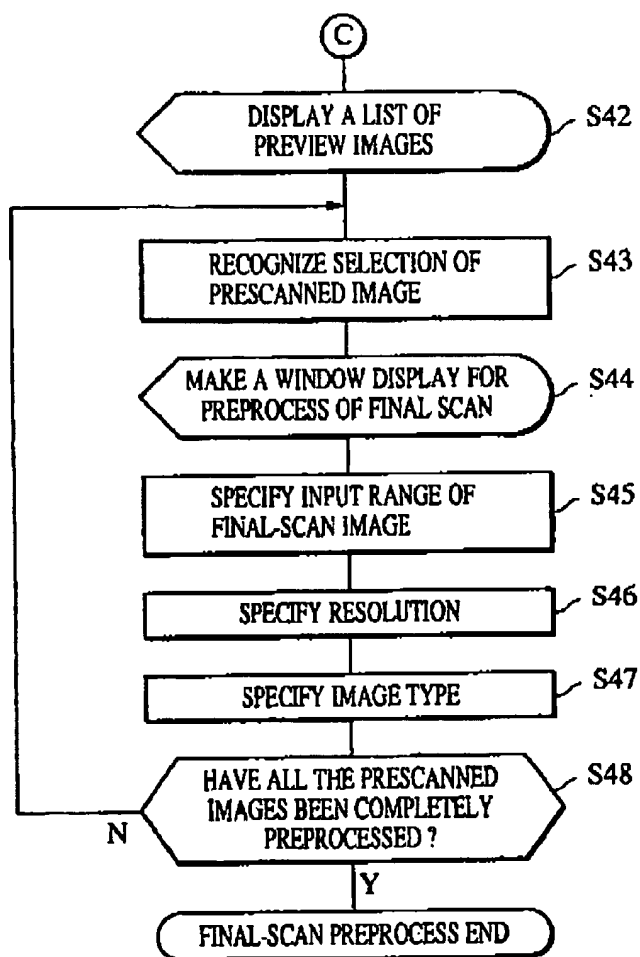 C
DISPLAY A LIST OF
PREVIEW IMAGES
S42
RECOGNIZE SELECTION OF
PRESCANNED IMAGE
S43
MAKE A WINDOW DISPLAY FOR
PREPROCESS OF FINAL SCAN
S44
SPECIFY INPUT RANGE OF
FINAL-SCAN IMAGE
S45
SPECIFY RESOLUTION
S46
SPECIFY IMAGE TYPE
S47
HAVE ALL THE PRESCANNED
IMAGES BEEN COMPLETELY
PREPROCESSED ?
S48
N
Y
FINAL-SCAN PREPROCESS END